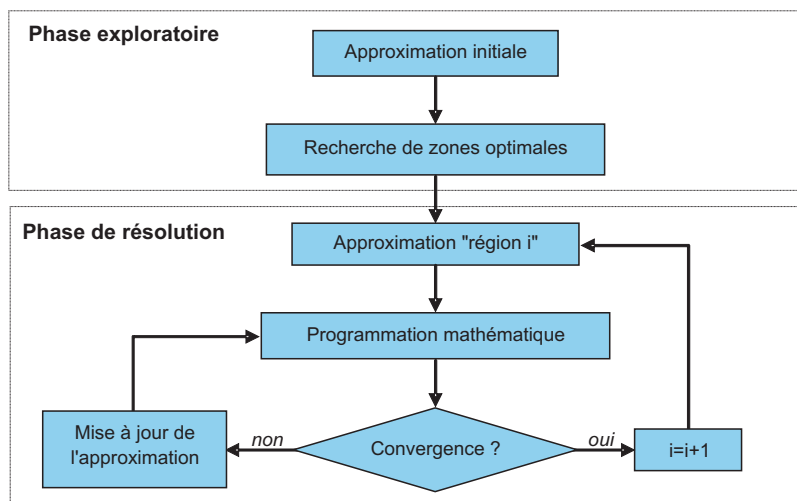 Phase exploratoire
Approximation initiale
Recherche de zones optimales
Phase de résolution
Approximation "région i"
Programmation mathématique
Mise à jour de
l'approximation
non
Convergence ?
oui
i=i+1